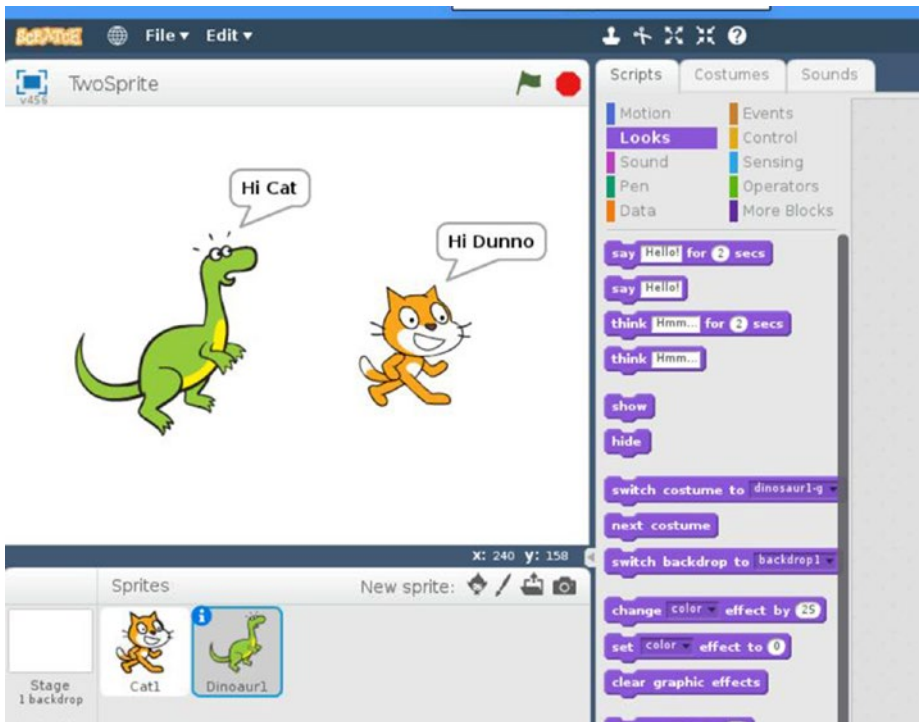 SCRATCH File Edit
TwoSprite
v456
Hi Cat
Hi Dunno
X: 240 y: 158
Sprites New sprite:
Stage
1 backdrop
Cat1
Dinoaur1
Scripts Costumes Sounds
Motion Events
Looks Control
Sound Sensing
Pen Operators
Data More Blocks
say Hello! for 2 secs
say Hello!
think Hmm... for 2 secs
think Hmm...
show
hide
switch costume to dinosaur1-g
next costume
switch backdrop to backdrop1
change color effect by 25
set color effect to 0
clear graphic effects